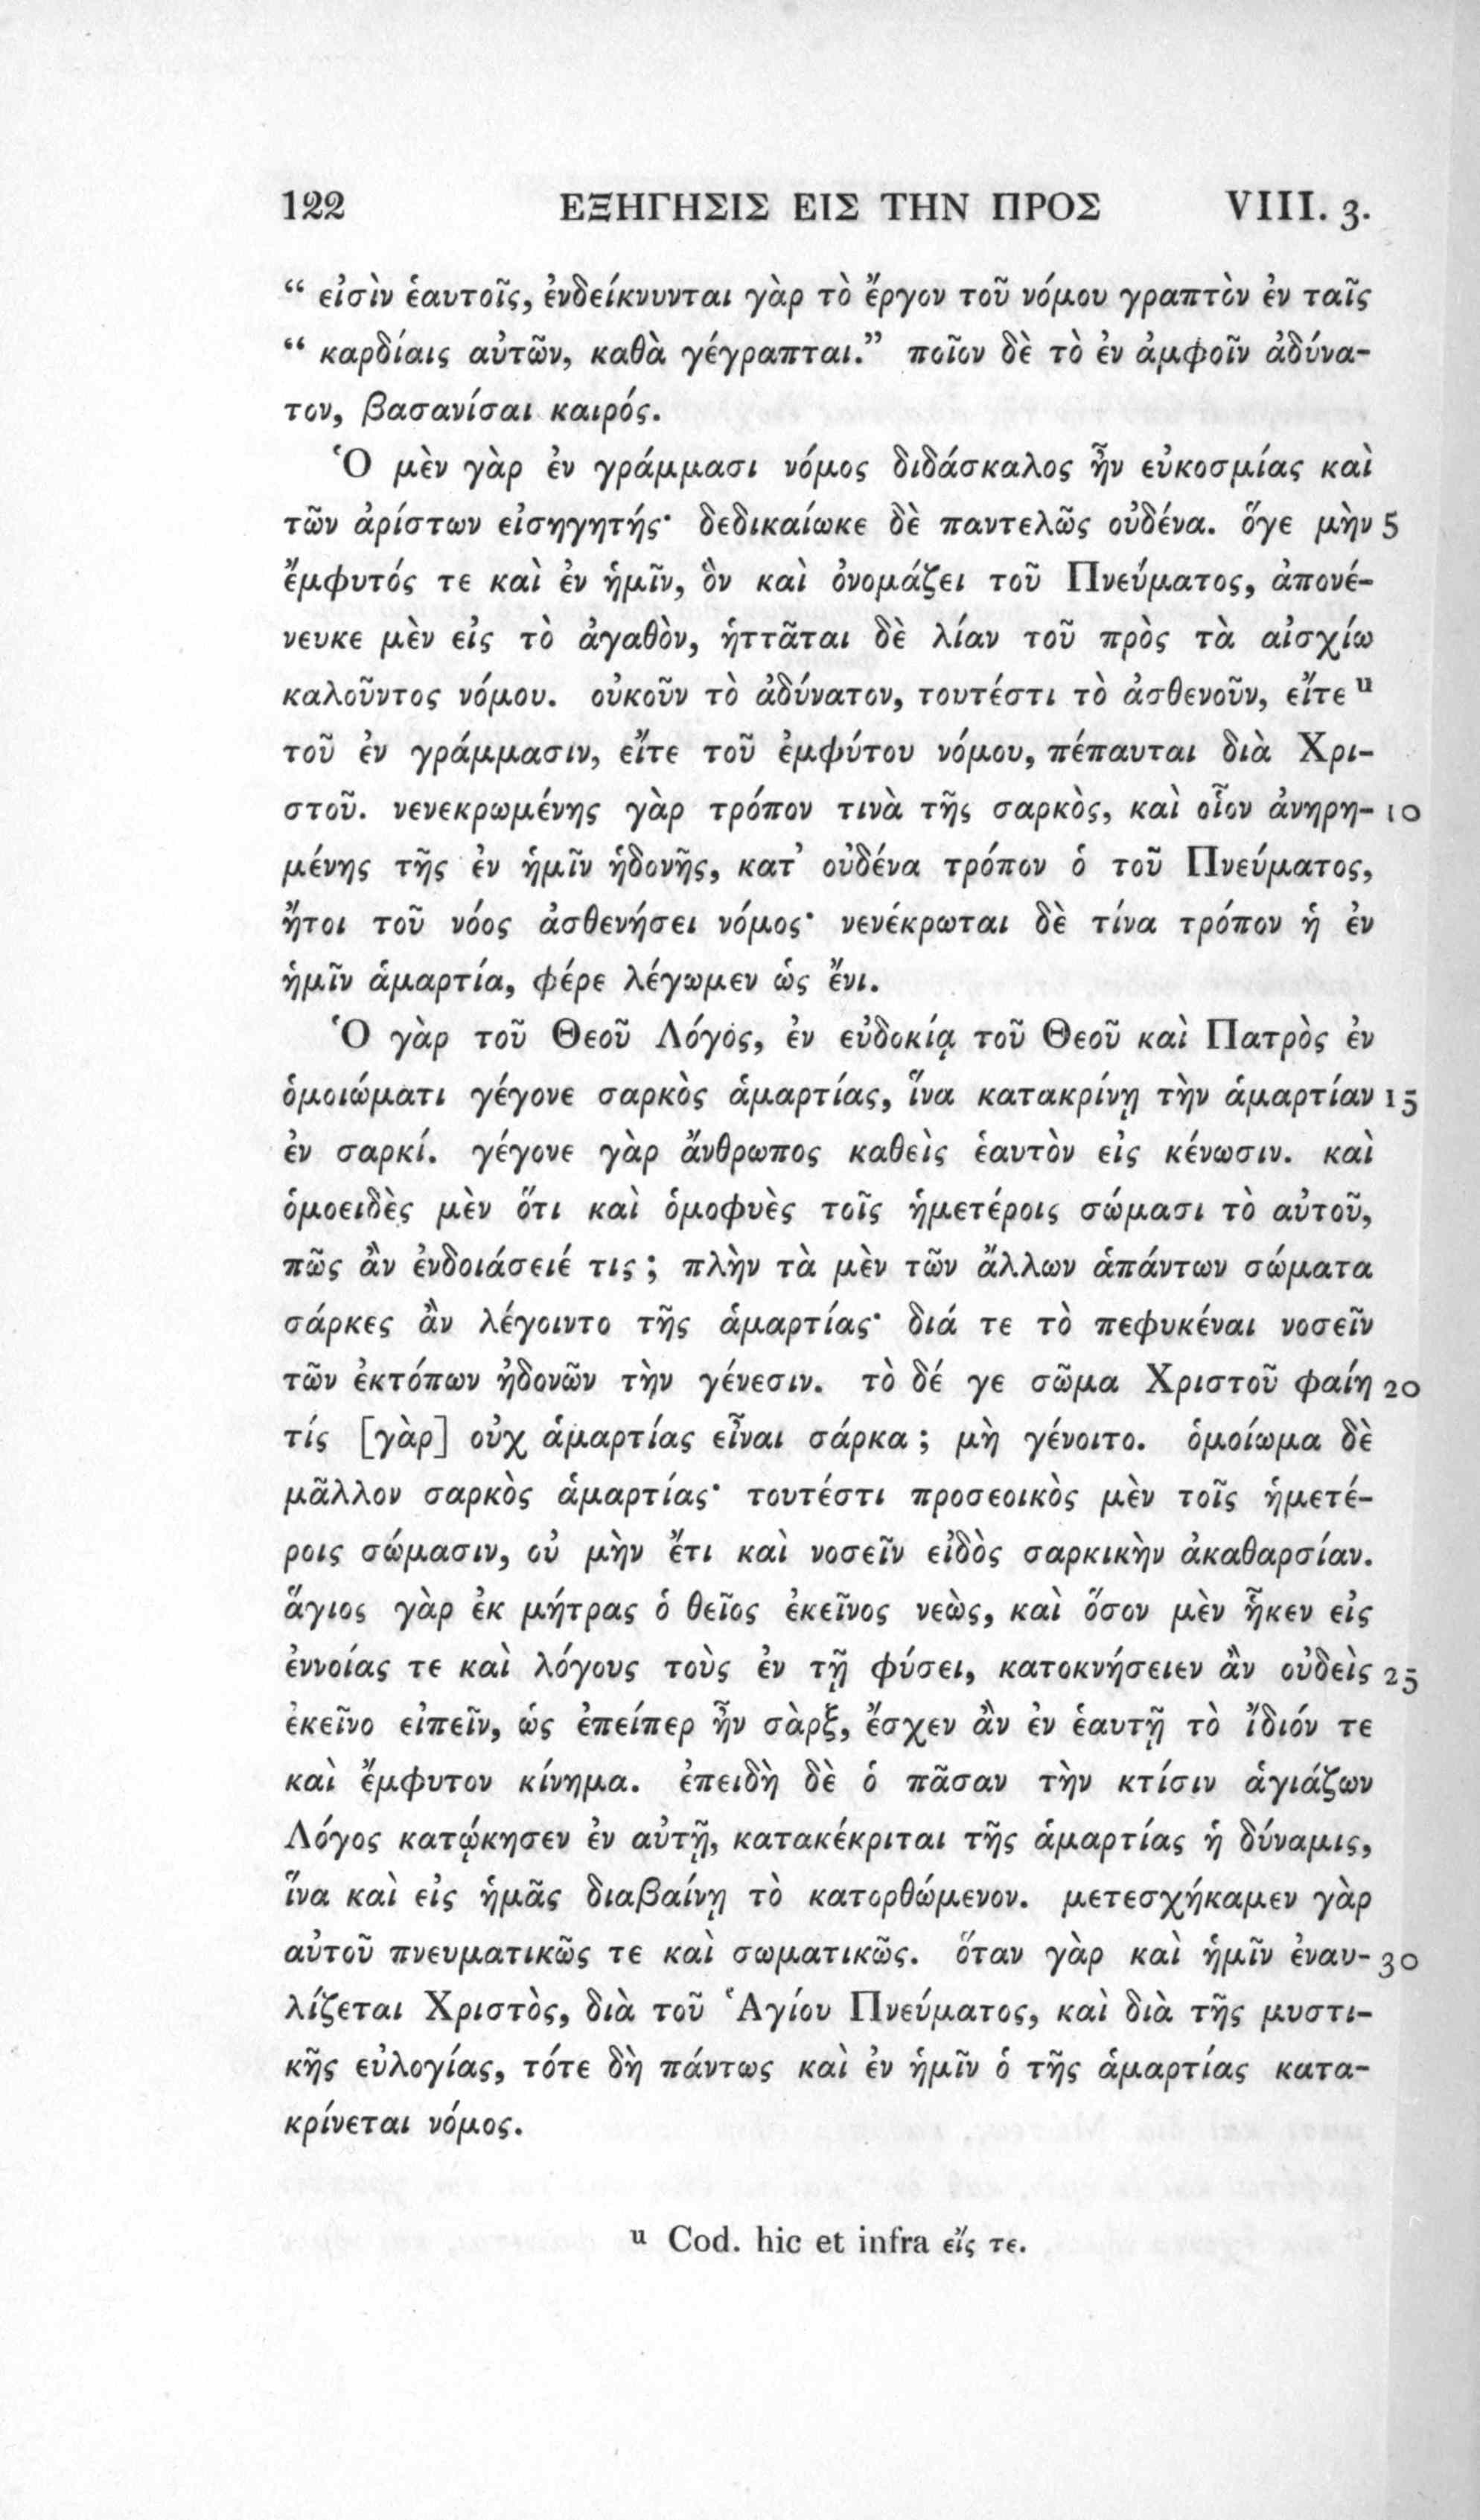 122 ΕΞΗΓΗΣΙΣ ΕΙΣ ΤΗΝ ΠΡΟΣ VIII. 3.
“ εἰσὶν ἑαυτοῖς, ἐνδείκνυνται γὰρ τὸ ἔργον τοῦ νόμου γραπτὸν ἐν ταῖς
“ καρδίαις αὐτῶν, καθὰ γέγραπται.” ποῖον δὲ τὸ ἐν ἀμφοῖν ἀδύνα-
τον, βασανίσαι καιρός.
Ὁ μὲν γὰρ ἐν γράμμασι νόμος διδάσκαλος ἦν εὐκοσμίας καὶ
τῶν ἀρίστων εἰσηγητής· δεδικαίωκε δὲ παντελῶς οὐδένα. ὅγε μὴν 5
ἔμφυτός τε καὶ ἐν ἡμῖν, ὃν καὶ ὀνομάζει τοῦ Πνεύματος, ἀπονέ-
νευκε μὲν εἰς τὸ ἀγαθὸν, ἡττᾶται δὲ λίαν τοῦ πρὸς τὰ αἰσχίω
καλοῦντος νόμου. οὐκοῦν τὸ ἀδύνατον, τουτέστι τὸ ἀσθενοῦν, εἴτε u
τοῦ ἐν γράμμασιν, εἴτε τοῦ ἐμφύτου νόμου, πέπαυται διὰ Χρι-
στοῦ. νενεκρωμένης γὰρ τρόπον τινὰ τῆς σαρκὸς, καὶ οἷον ἀνηρη- 10
μένης τῆς ἐν ἡμῖν ἡδονῆς, κατ’ οὐδένα τρόπον ὁ τοῦ Πνεύματος,
ἤτοι τοῦ νόος ἀσθενήσει νόμος· νενέκρωται δὲ τίνα τρόπον ἡ ἐν
ἡμῖν ἁμαρτία, φέρε λέγωμεν ὡς ἔνι.
Ὁ γὰρ τοῦ Θεοῦ Λόγος, ἐν εὐδοκίᾳ τοῦ Θεοῦ καὶ Πατρὸς ἐν
ὁμοιώματι γέγονε σαρκὸς ἁμαρτίας, ἵνα κατακρίνῃ τὴν ἁμαρτίαν 15
ἐν σαρκί. γέγονε γὰρ ἄνθρωπος καθεὶς ἑαυτὸν εἰς κένωσιν. καὶ
ὁμοειδὲς μὲν ὅτι καὶ ὁμοφυὲς τοῖς ἡμετέροις σώμασι τὸ αὐτοῦ,
πῶς ἂν ἐνδοιάσειέ τις ; πλὴν τὰ μὲν τῶν ἄλλων ἁπάντων σώματα
σάρκες ἂν λέγοιντο τῆς ἁμαρτίας· διά τε τὸ πεφυκέναι νοσεῖν
τῶν ἐκτόπων ἡδονῶν τὴν γένεσιν. τὸ δέ γε σῶμα Χριστοῦ φαίη 20
τίς [γὰρ] οὐχ ἁμαρτίας εἶναι σάρκα ; μὴ γένοιτο. ὁμοίωμα δὲ
μᾶλλον σαρκὸς ἁμαρτίας· τουτέστι προσεοικὸς μὲν τοῖς ἡμετέ-
ροις σώμασιν, οὐ μὴν ἔτι καὶ νοσεῖν εἰδὸς σαρκικὴν ἀκαθαρσίαν.
ἅγιος γὰρ ἐκ μήτρας ὁ θεῖος ἐκεῖνος νεὼς, καὶ ὅσον μὲν ἧκεν εἰς
ἐννοίας τε καὶ λόγους τοὺς ἐν τῇ φύσει, κατοκνήσειεν ἂν οὐδεὶς 25
ἐκεῖνο εἰπεῖν, ὡς ἐπείπερ ἦν σὰρξ, ἔσχεν ἂν ἐν ἑαυτῇ τὸ ἴδιόν τε
καὶ ἔμφυτον κίνημα. ἐπειδὴ δὲ ὁ πᾶσαν τὴν κτίσιν ἁγιάζων
Λόγος κατῴκησεν ἐν αὐτῇ, κατακέκριται τῆς ἁμαρτίας ἡ δύναμις,
ἵνα καὶ εἰς ἡμᾶς διαβαίνῃ τὸ κατορθώμενον. μετεσχήκαμεν γὰρ
αὐτοῦ πνευματικῶς τε καὶ σωματικῶς. ὅταν γὰρ καὶ ἡμῖν ἐναυ- 30
λίζεται Χριστὸς, διὰ τοῦ Ἁγίου Πνεύματος, καὶ διὰ τῆς μυστι-
κῆς εὐλογίας, τότε δὴ πάντως καὶ ἐν ἡμῖν ὁ τῆς ἁμαρτίας κατα-
κρίνεται νόμος.
u Cod. hic et infra εἴς τε.